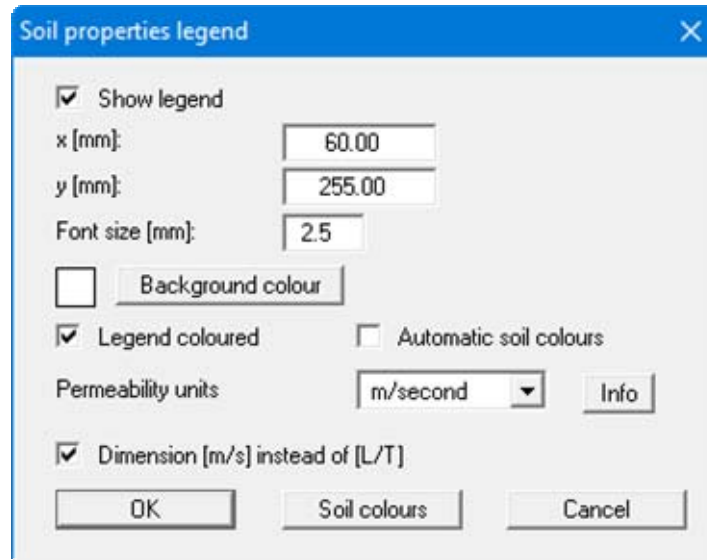 Soil properties legend
Show legend
x [mm]: 60.00
y [mm]: 255.00
Font size [mm]: 2.5
Background colour
Legend coloured Automatic soil colours
Permeability units m/second Info
Dimension [m/s] instead of [L/T]
OK Soil colours Cancel